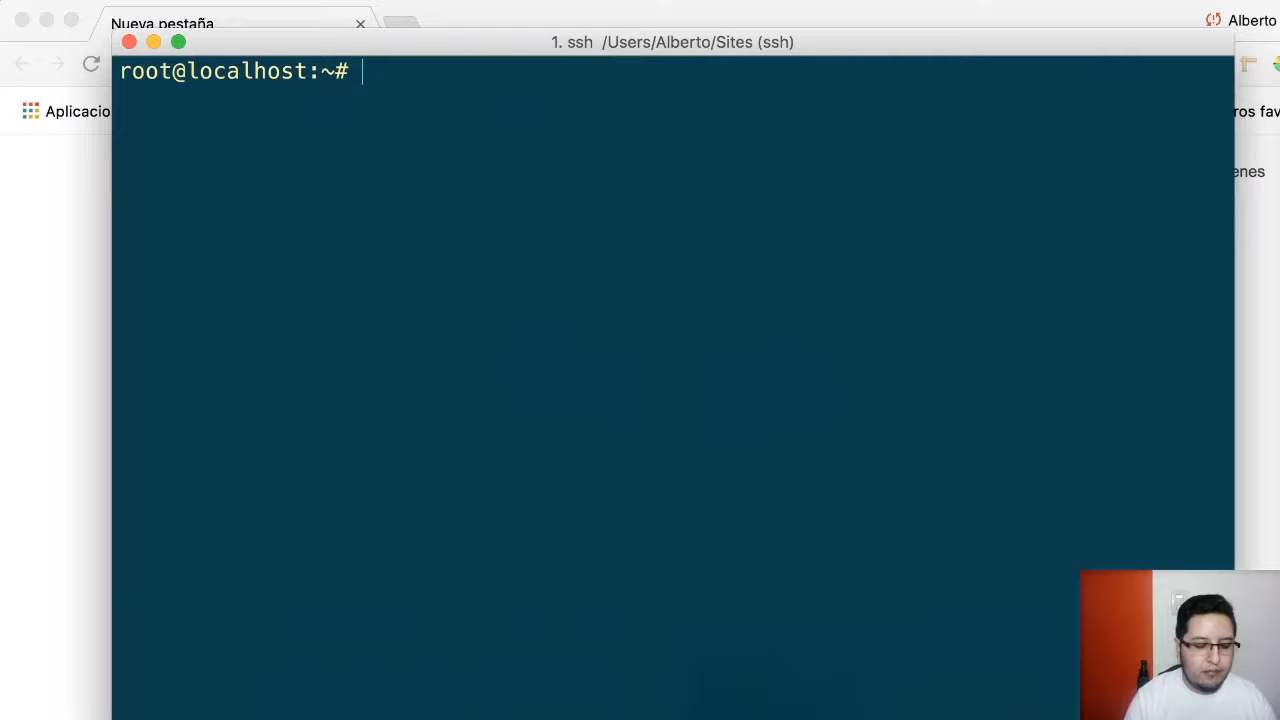 Nueva pestaña
Alberto
1. ssh /Users/Alberto/Sites (ssh)
root@localhost:~#
Aplicacio
ros fav
enes